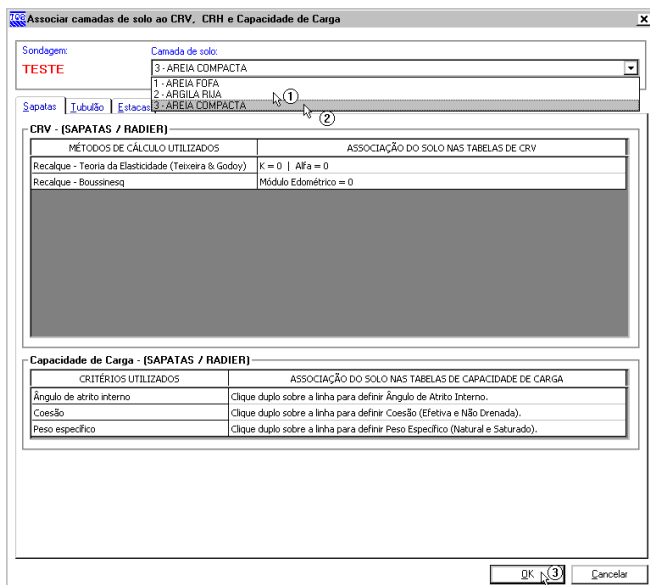 TQS Associar camadas de solo ao CRV, CRH e Capacidade de Carga x
Sondagem: Camada de solo:
TESTE 3 - AREIA COMPACTA
1 - AREIA FOFA
2 - ARGILA RIJA 1
3 - AREIA COMPACTA 2
Sapatas Tubulão Estacas
CRV - (SAPATAS / RADIER)
MÉTODOS DE CÁLCULO UTILIZADOS ASSOCIAÇÃO DO SOLO NAS TABELAS DE CRV
Recalque - Teoria da Elasticidade (Teixeira & Godoy) K = 0 | Alfa = 0
Recalque - Boussinesq Módulo Edométrico = 0
Capacidade de Carga - (SAPATAS / RADIER)
CRITÉRIOS UTILIZADOS ASSOCIAÇÃO DO SOLO NAS TABELAS DE CAPACIDADE DE CARGA
Ângulo de atrito interno Clique duplo sobre a linha para definir Ângulo de Atrito Interno.
Coesão Clique duplo sobre a linha para definir Coesão (Efetiva e Não Drenada).
Peso específico Clique duplo sobre a linha para definir Peso Específico (Natural e Saturado).
OK 3 Cancelar